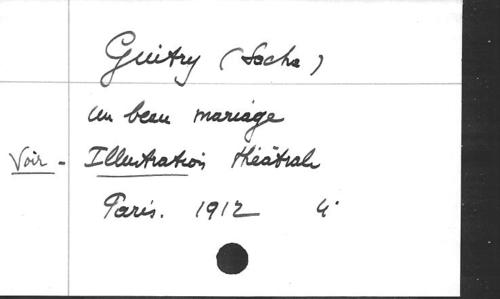 Guitry (Sacha)
Un beau mariage
Voir - Illustration théâtrale
Paris. 1912 4°